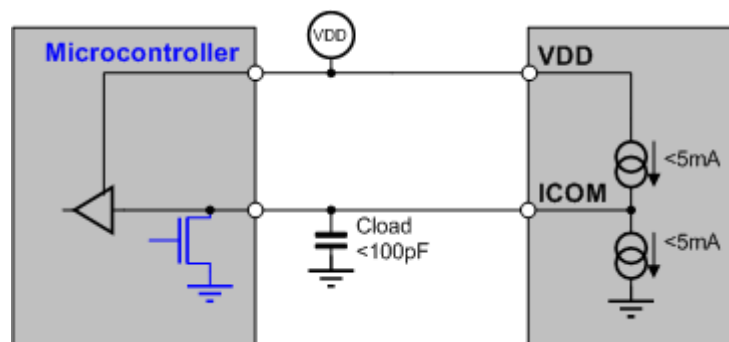 Microcontroller
VDD
VDD
<5mA
ICOM
Cload
<100pF
<5mA